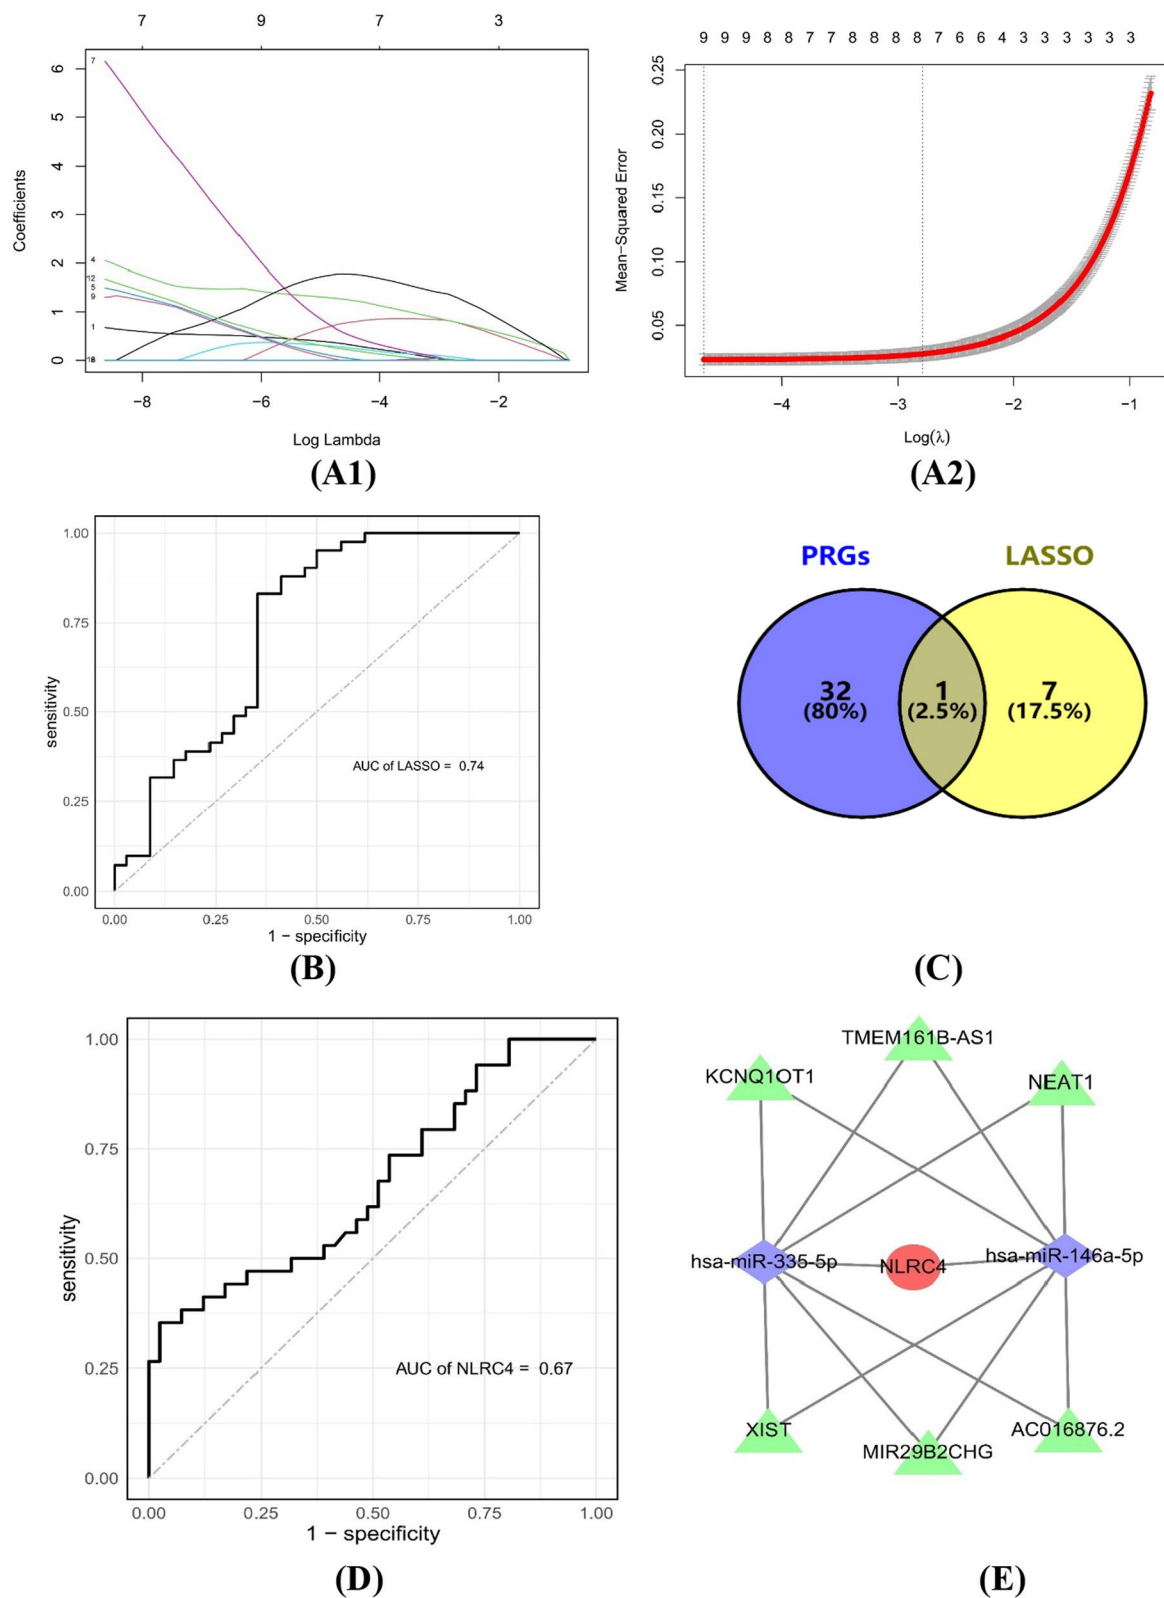 7 9 7 3
6
5
4
3
2
1
0
7
4
12
5
9
1
Coefficients
−8 −6 −4 −2
Log Lambda
(A1)
9 9 9 8 8 7 7 8 8 8 8 7 6 6 4 3 3 3 3 3 3
0.25
0.20
0.15
0.10
0.05
Mean−Squared Error
−4 −3 −2 −1
Log(λ)
(A2)
1.00
0.75
0.50
0.25
0.00
sensitivity
AUC of LASSO = 0.74
0.00 0.25 0.50 0.75 1.00
1 − specificity
(B)
PRGs LASSO
32 1 7
(80%) (2.5%) (17.5%)
(C)
1.00
0.75
0.50
0.25
0.00
sensitivity
AUC of NLRC4 = 0.67
0.00 0.25 0.50 0.75 1.00
1 − specificity
(D)
TMEM161B-AS1
KCNQ1OT1 NEAT1
hsa-miR-335-5p NLRC4 hsa-miR-146a-5p
XIST MIR29B2CHG AC016876.2
(E)